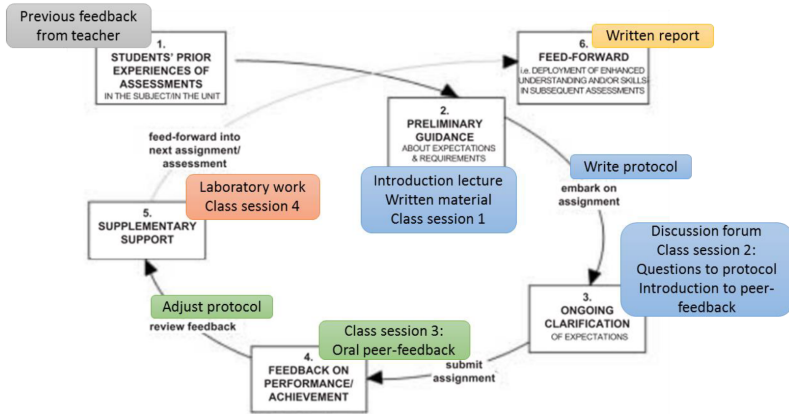 Previous feedback
from teacher
1.
STUDENTS' PRIOR
EXPERIENCES OF
ASSESSMENTS
IN THE SUBJECT/IN THE UNIT
Written report
6.
FEED-FORWARD
i.e. DEPLOYMENT OF ENHANCED
UNDERSTANDING AND/OR SKILLS
IN SUBSEQUENT ASSESSMENTS
2.
PRELIMINARY
GUIDANCE
ABOUT EXPECTATIONS
& REQUIREMENTS
Introduction lecture
Written material
Class session 1
feed-forward into
next assignment/
assessment
Write protocol
embark on
assignment
Laboratory work
Class session 4
5.
SUPPLEMENTARY
SUPPORT
Discussion forum
Class session 2:
Questions to protocol
Introduction to peer-
feedback
3.
ONGOING
CLARIFICATION
OF EXPECTATIONS
Adjust protocol
review feedback
Class session 3:
Oral peer-feedback
4.
FEEDBACK ON
PERFORMANCE/
ACHIEVEMENT
submit
assignment